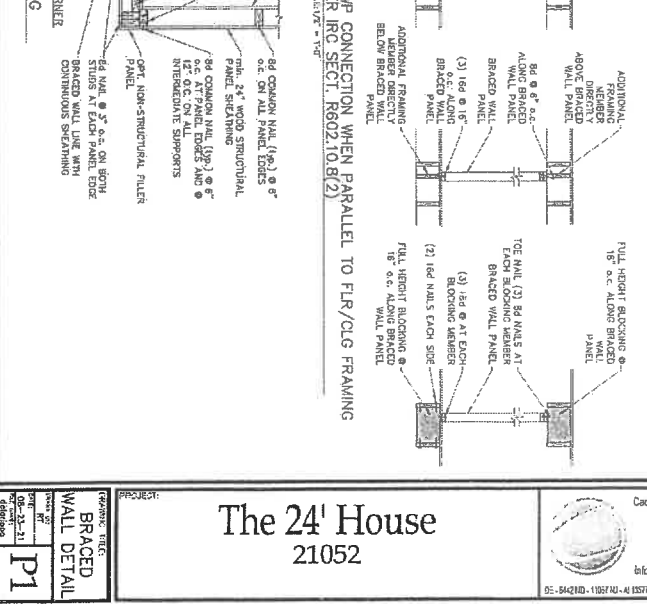 ADDITIONAL
FRAMING
MEMBER
DIRECTLY
ABOVE BRACED
WALL PANEL
8d @ 6" o.c.
ALONG BRACED
WALL PANEL
BRACED WALL
PANEL
(3) 16d @ 16"
o.c. ALONG
BRACED WALL
PANEL
ADDITIONAL FRAMING
MEMBER DIRECTLY
BELOW BRACED WALL
PANEL
FULL HEIGHT BLOCKING @
16" o.c. ALONG BRACED
WALL
PANEL
TOE NAIL (3) 8d NAILS AT
EACH BLOCKING MEMBER
BRACED WALL PANEL
(3) 16d @ AT EACH
BLOCKING MEMBER
(2) 16d NAILS EACH SIDE
FULL HEIGHT BLOCKING @
16" o.c. ALONG BRACED
WALL PANEL
CONNECTION WHEN PARALLEL TO FLR/CLG FRAMING
IRC SECT. R602.10.8(2)
8d COMMON NAIL (typ.) @ 6"
o.c. ON ALL PANEL EDGES
min. 24" WOOD STRUCTURAL
PANEL SHEATHING
8d COMMON NAIL (typ.) @ 6"
o.c. AT PANEL EDGES AND @
12" o.c. ON ALL
INTERMEDIATE SUPPORTS
OPT. NON-STRUCTURAL FILLER
PANEL
8d NAIL @ 3" o.c. ON BOTH
STUDS AT EACH PANEL EDGE
BRACED WALL LINE WITH
CONTINUOUS SHEATHING
PROJECT:
The 24' House
21052
DRAWING TITLE:
BRACED
WALL DETAIL
RT
DATE:
08-23-21
P1